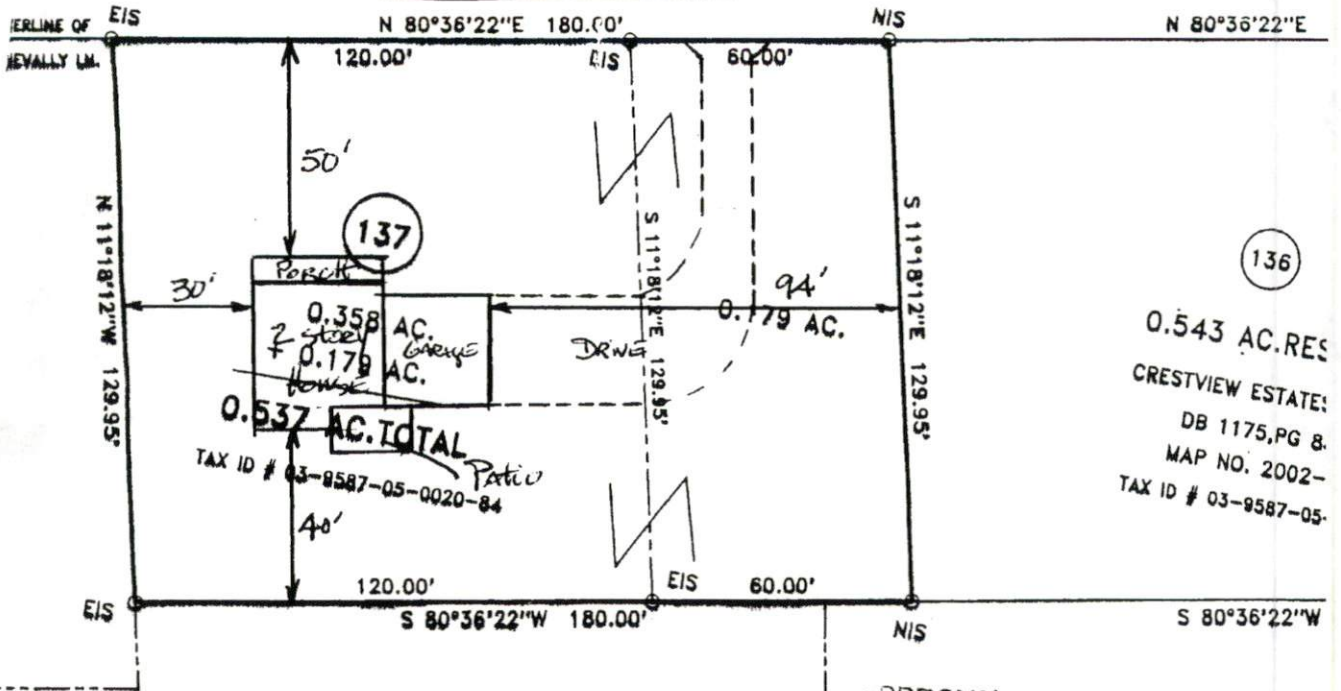 ERLINE OF
EIS
N 80°36'22"E 180.00'
NIS
N 80°36'22"E
EVALLY LN.
120.00'
EIS
60.00'
50'
N 11°18'12"W 129.95'
137
S 11°18'12"E 129.95'
S 11°18'12"E 129.95'
136
PORCH
30'
94'
0.358 AC.
2 STORY
GARAGE
DRIVE
0.179 AC.
+ 0.179 AC.
HOUSE
0.537 AC.TOTAL
TAX ID # 03-9587-05-0020-84
PATIO
40'
0.543 AC.RES
CRESTVIEW ESTATES
DB 1175,PG 8
MAP NO. 2002-
TAX ID # 03-9587-05-
120.00'
EIS
60.00'
EIS
S 80°36'22"W 180.00'
NIS
S 80°36'22"W